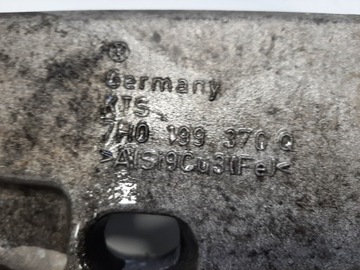 Germany
KTS
7H0 199 370 G
>AlSi9Cu3(Fe)<